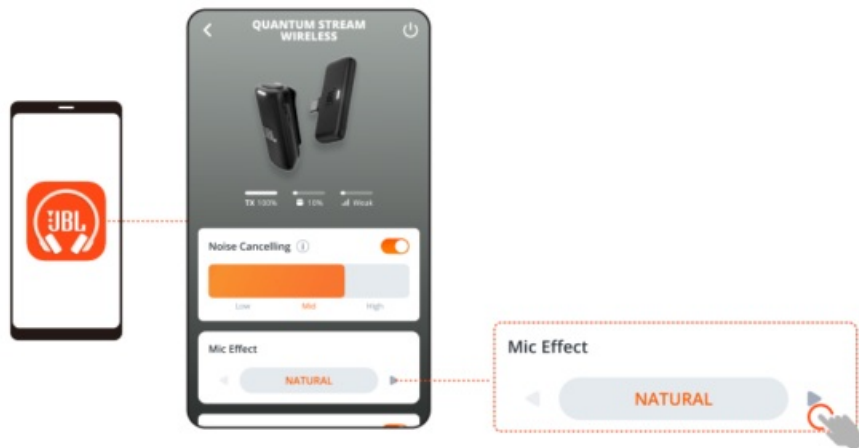 JBL
QUANTUM STREAM
WIRELESS
JBL
TX 100%
10%
Weak
Noise Cancelling
Low
Mid
High
Mic Effect
NATURAL
Mic Effect
NATURAL